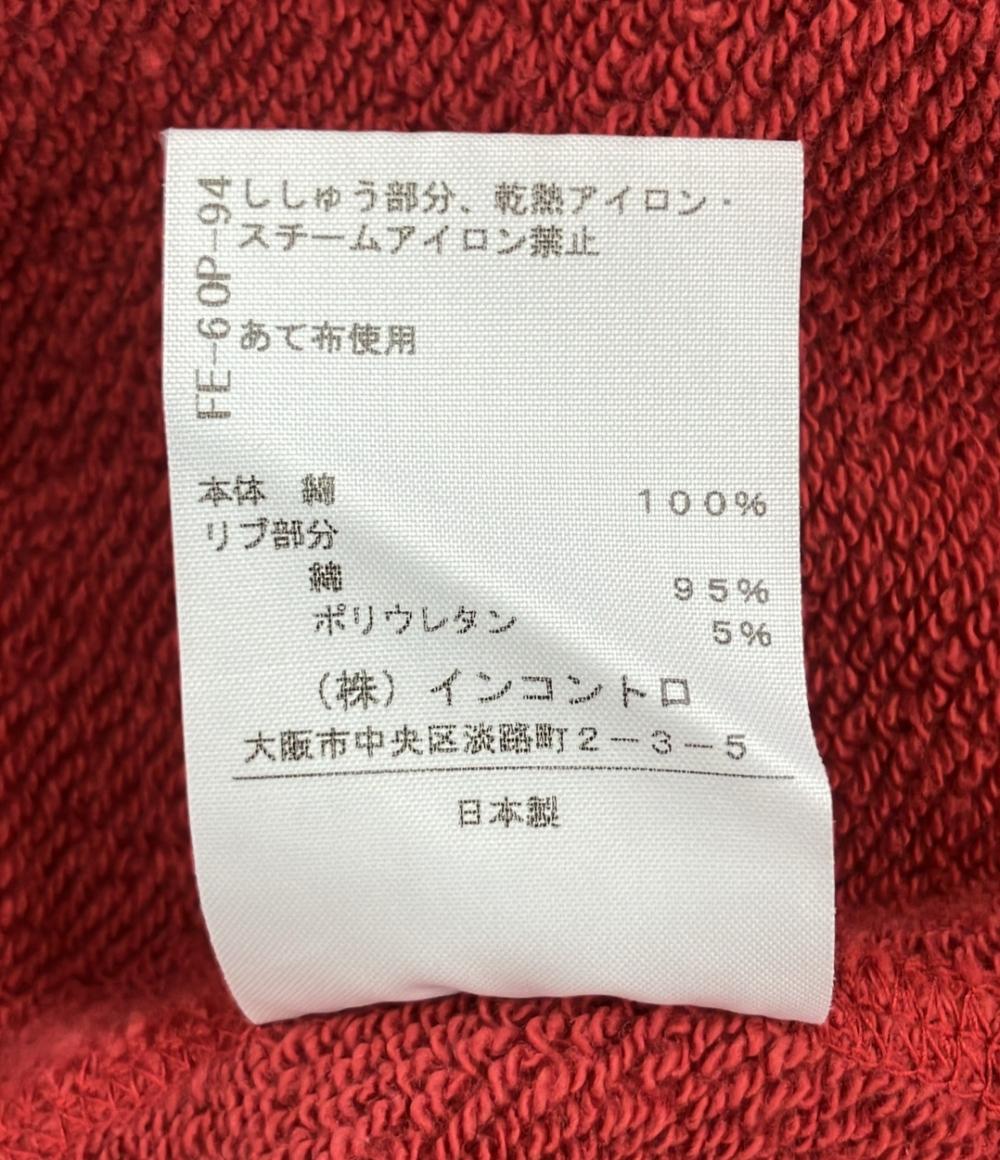 FE-60P-94
ししゅう部分、乾熱アイロン・
スチームアイロン禁止
あて布使用
本体 綿 100%
リブ部分
綿 95%
ポリウレタン 5%
(株) インコントロ
大阪市中央区淡路町2-3-5
日本製